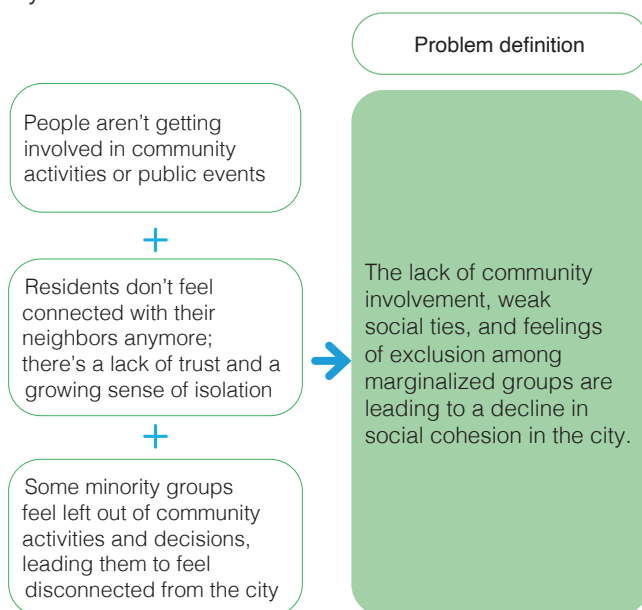 Problem definition
People aren’t getting
involved in community
activities or public events
+
Residents don’t feel
connected with their
neighbors anymore;
there’s a lack of trust and a
growing sense of isolation
+
Some minority groups
feel left out of community
activities and decisions,
leading them to feel
disconnected from the city
The lack of community
involvement, weak
social ties, and feelings
of exclusion among
marginalized groups are
leading to a decline in
social cohesion in the city.